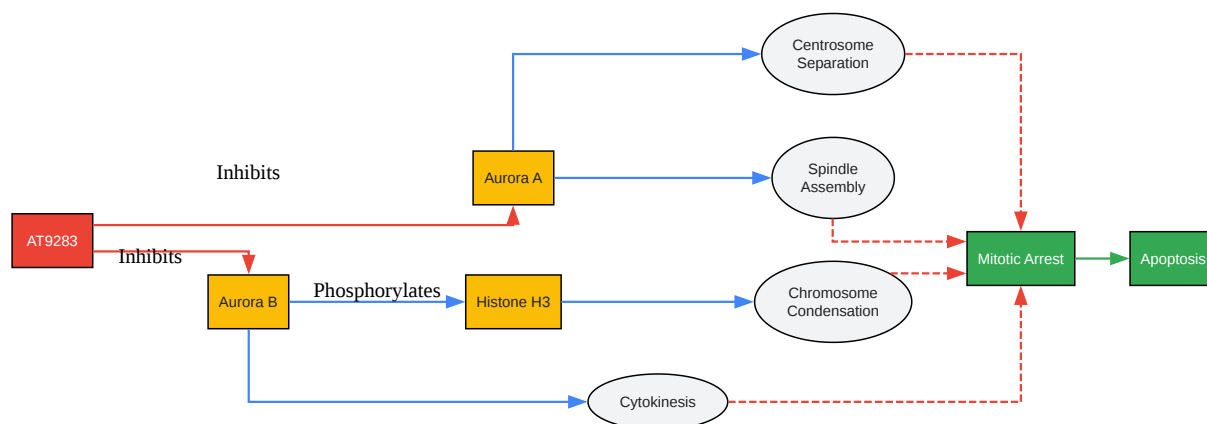 Centrosome
Separation
Inhibits
Aurora A
Spindle
Assembly
AT9283
Inhibits
Mitotic Arrest
Apoptosis
Aurora B
Phosphorylates
Histone H3
Chromosome
Condensation
Cytokinesis